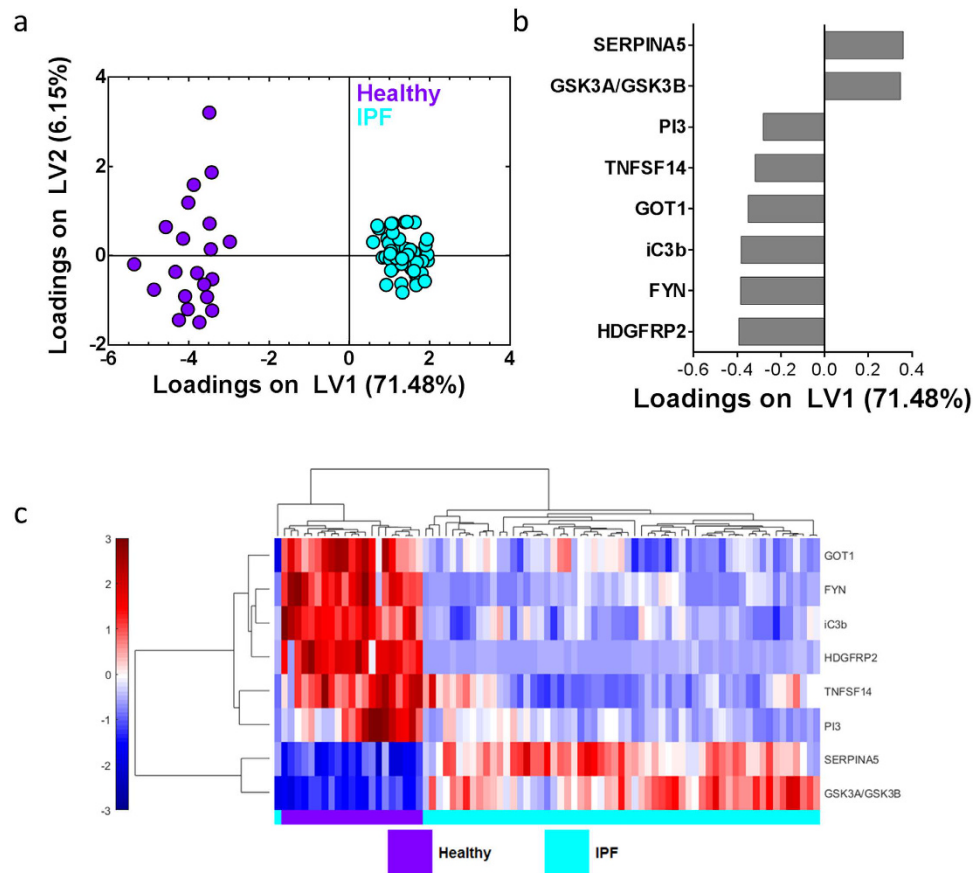 a
Loadings on LV2 (6.15%)
4
2
0
-2
Healthy
IPF
-6
-4
-2
0
2
4
Loadings on LV1 (71.48%)
b
SERPINA5
GSK3A/GSK3B
PI3
TNFSF14
GOT1
iC3b
FYN
HDGFRP2
-0.6
-0.4
-0.2
0.0
0.2
0.4
Loadings on LV1 (71.48%)
c
3
2
1
0
-1
-2
-3
GOT1
FYN
iC3b
HDGFRP2
TNFSF14
PI3
SERPINA5
GSK3A/GSK3B
Healthy
IPF